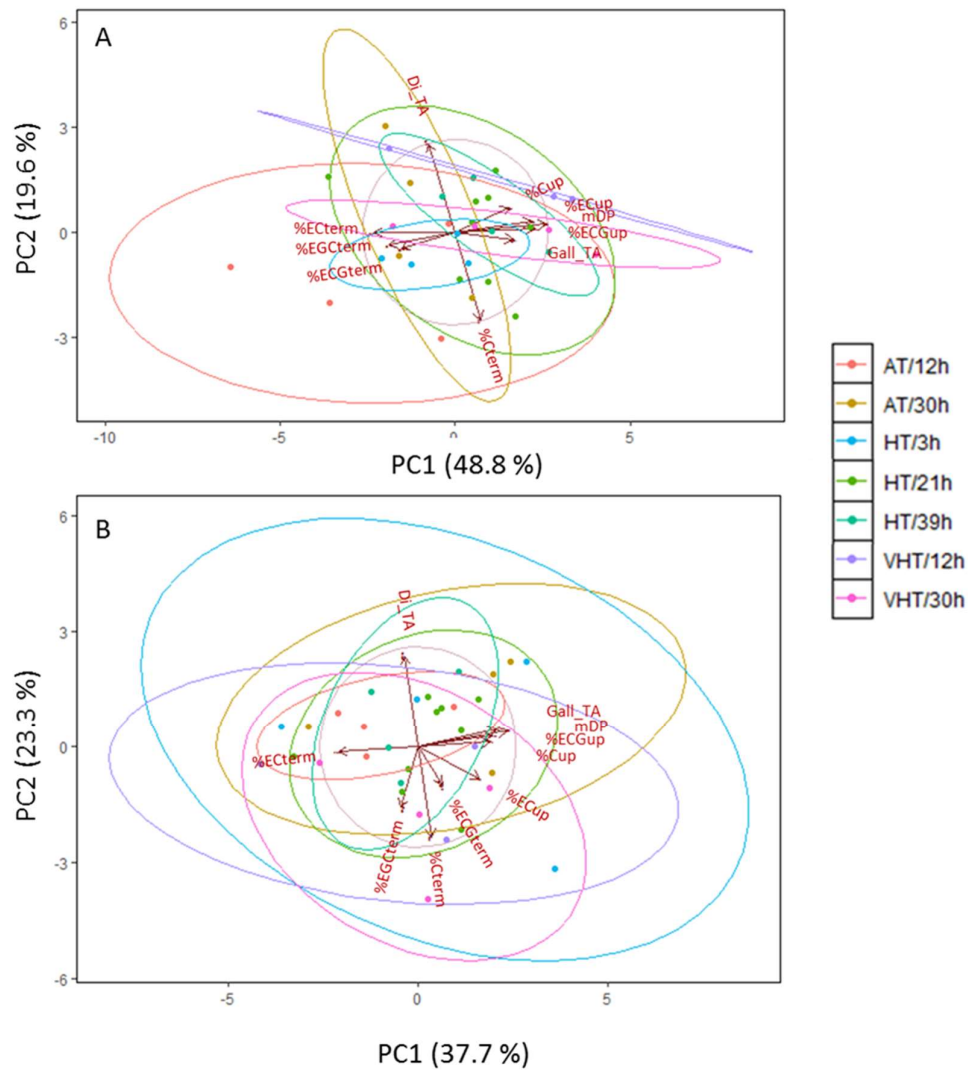 A
6
3
0
-3
PC2 (19.6 %)
Di_TA
%Cup
%ECup
mDP
%ECGup
Gall_TA
%ECterm
%EGCterm
%ECGterm
%Cterm
-10
-5
0
5
PC1 (48.8 %)
AT/12h
AT/30h
HT/3h
HT/21h
HT/39h
VHT/12h
VHT/30h
B
6
3
0
-3
-6
PC2 (23.3 %)
Di_TA
Gall_TA
mDP
%ECGup
%Cup
%ECterm
%ECup
%ECGterm
%Cterm
%EGCterm
-5
0
5
PC1 (37.7 %)